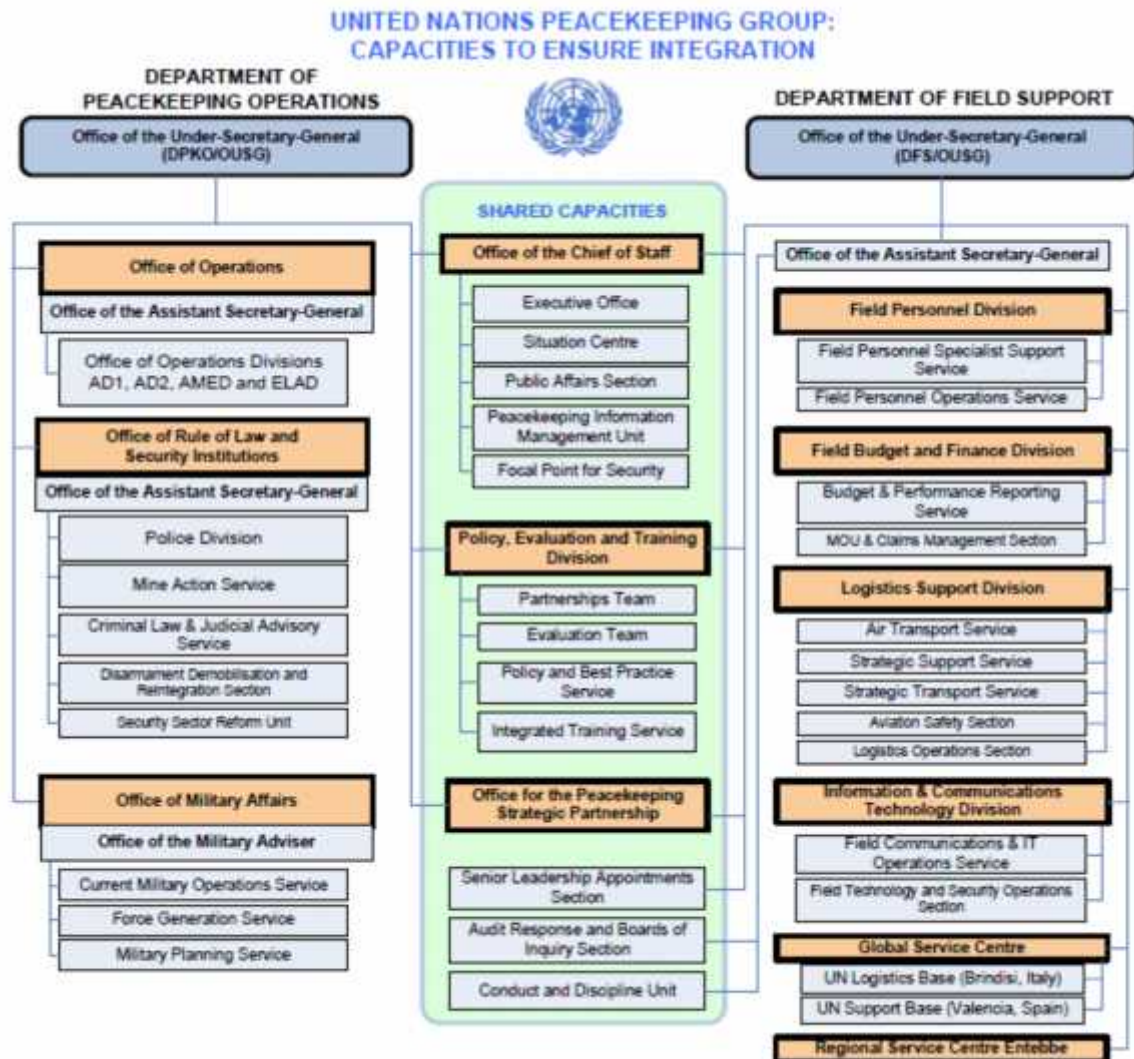 UNITED NATIONS PEACEKEEPING GROUP:
CAPACITIES TO ENSURE INTEGRATION
DEPARTMENT OF
PEACEKEEPING OPERATIONS
Office of the Under-Secretary-General
(DPKO/OUSG)
Office of Operations
Office of the Assistant Secretary-General
Office of Operations Divisions
AD1, AD2, AMED and ELAD
Office of Rule of Law and
Security Institutions
Office of the Assistant Secretary-General
Police Division
Mine Action Service
Criminal Law & Judicial Advisory
Service
Disarmament Demobilisation and
Reintegration Section
Security Sector Reform Unit
Office of Military Affairs
Office of the Military Adviser
Current Military Operations Service
Force Generation Service
Military Planning Service
SHARED CAPACITIES
Office of the Chief of Staff
Executive Office
Situation Centre
Public Affairs Section
Peacekeeping Information
Management Unit
Focal Point for Security
Policy, Evaluation and Training
Division
Partnerships Team
Evaluation Team
Policy and Best Practice
Service
Integrated Training Service
Office for the Peacekeeping
Strategic Partnership
Senior Leadership Appointments
Section
Audit Response and Boards of
Inquiry Section
Conduct and Discipline Unit
DEPARTMENT OF FIELD SUPPORT
Office of the Under-Secretary-General
(DFS/OUSG)
Office of the Assistant Secretary-General
Field Personnel Division
Field Personnel Specialist Support
Service
Field Personnel Operations Service
Field Budget and Finance Division
Budget & Performance Reporting
Service
MOU & Claims Management Section
Logistics Support Division
Air Transport Service
Strategic Support Service
Strategic Transport Service
Aviation Safety Section
Logistics Operations Section
Information & Communications
Technology Division
Field Communications & IT
Operations Service
Field Technology and Security Operations
Section
Global Service Centre
UN Logistics Base (Brindisi, Italy)
UN Support Base (Valencia, Spain)
Regional Service Centre Entebbe